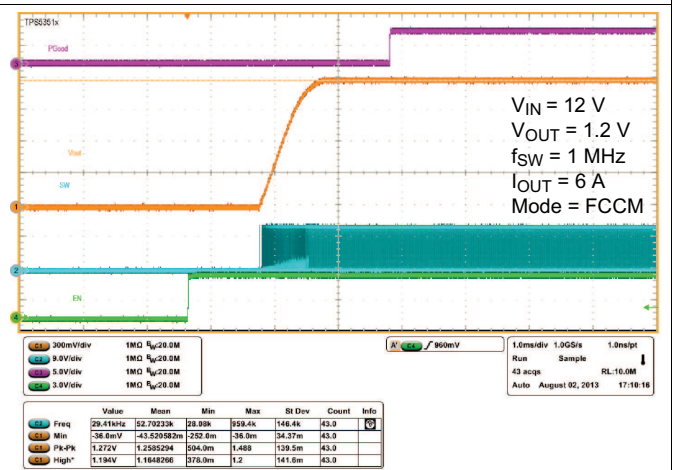 TPS5351x
PGood
3
VIN = 12 V
VOUT = 1.2 V
fSW = 1 MHz
IOUT = 6 A
Mode = FCCM
Vout
SW
1
2
EN
4
C1 300mV/div 1MΩ BW:20.0M
C2 9.0V/div 1MΩ BW:20.0M
C3 5.0V/div 1MΩ BW:20.0M
C4 3.0V/div 1MΩ BW:20.0M
A' C4 960mV
1.0ms/div 1.0GS/s 1.0ns/pt
Run Sample
43 acqs RL:10.0M
Auto August 02, 2013 17:10:16
Value Mean Min Max St Dev Count Info
C2 Freq 29.41kHz 52.70233k 28.08k 959.4k 146.4k 43.0
C1 Min -36.0mV -43.520582m -252.0m -36.0m 34.37m 43.0
C1 Pk-Pk 1.272V 1.2585294 504.0m 1.488 139.5m 43.0
C1 High* 1.194V 1.1648266 378.0m 1.2 141.6m 43.0